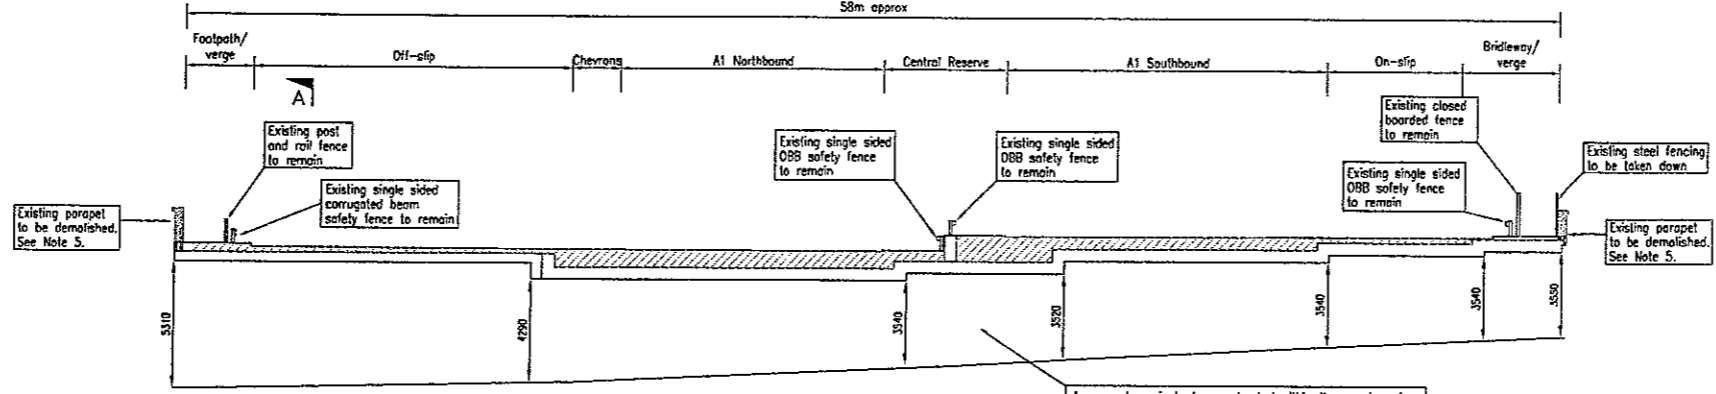 58m approx
Footpath/
verge
Off-slip
Chevrons
A1 Northbound
Central Reserve
A1 Southbound
On-slip
Bridleway/
verge
A
Existing post
and rail fence
to remain
Existing single sided
corrugated beam
safety fence to remain
Existing parapet
to be demolished.
See Note 5.
Existing single sided
OBB safety fence
to remain
Existing single sided
OBB safety fence
to remain
Existing closed
boarded fence
to remain
Existing single sided
OBB safety fence
to remain
Existing steel fencing
to be taken down
Existing parapet
to be demolished.
See Note 5.
5310
4290
3540
3520
3540
3540
3550